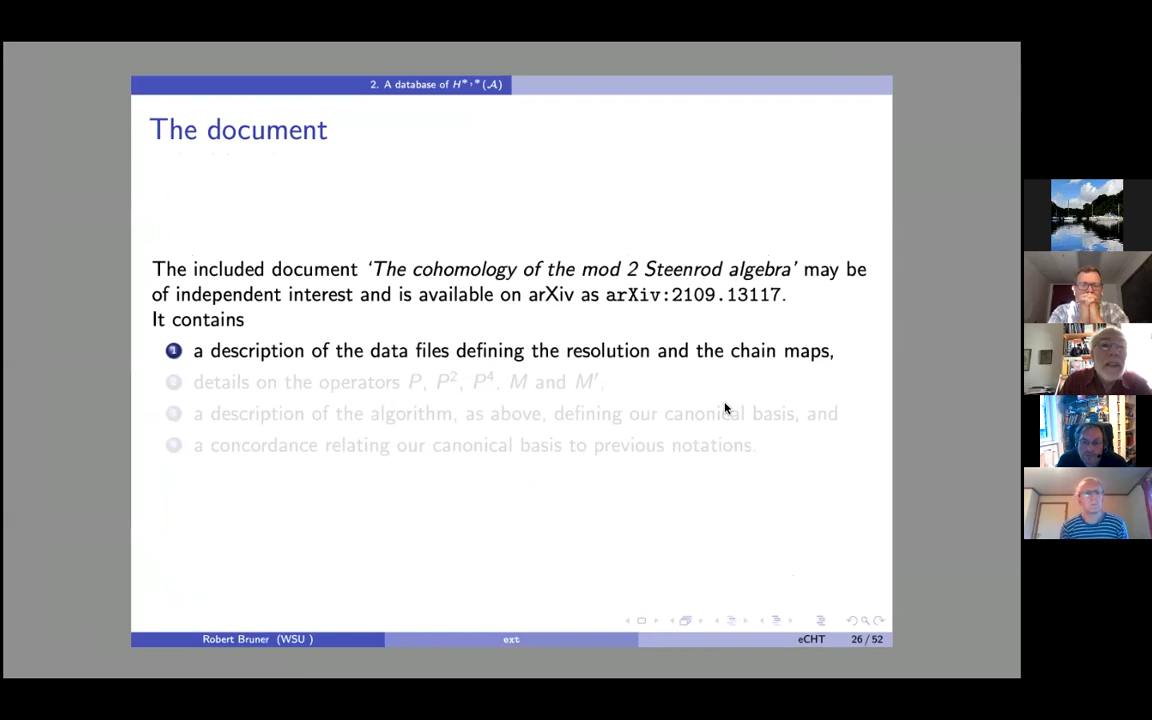 2. A database of H*,*(𝒜)
The document
The included document ‘The cohomology of the mod 2 Steenrod algebra’ may be
of independent interest and is available on arXiv as arXiv:2109.13117.
It contains
1 a description of the data files defining the resolution and the chain maps,
2 details on the operators P, P², P⁴, M and M′,
3 a description of the algorithm, as above, defining our canonical basis, and
4 a concordance relating our canonical basis to previous notations.
Robert Bruner (WSU ) ext eCHT 26 / 52